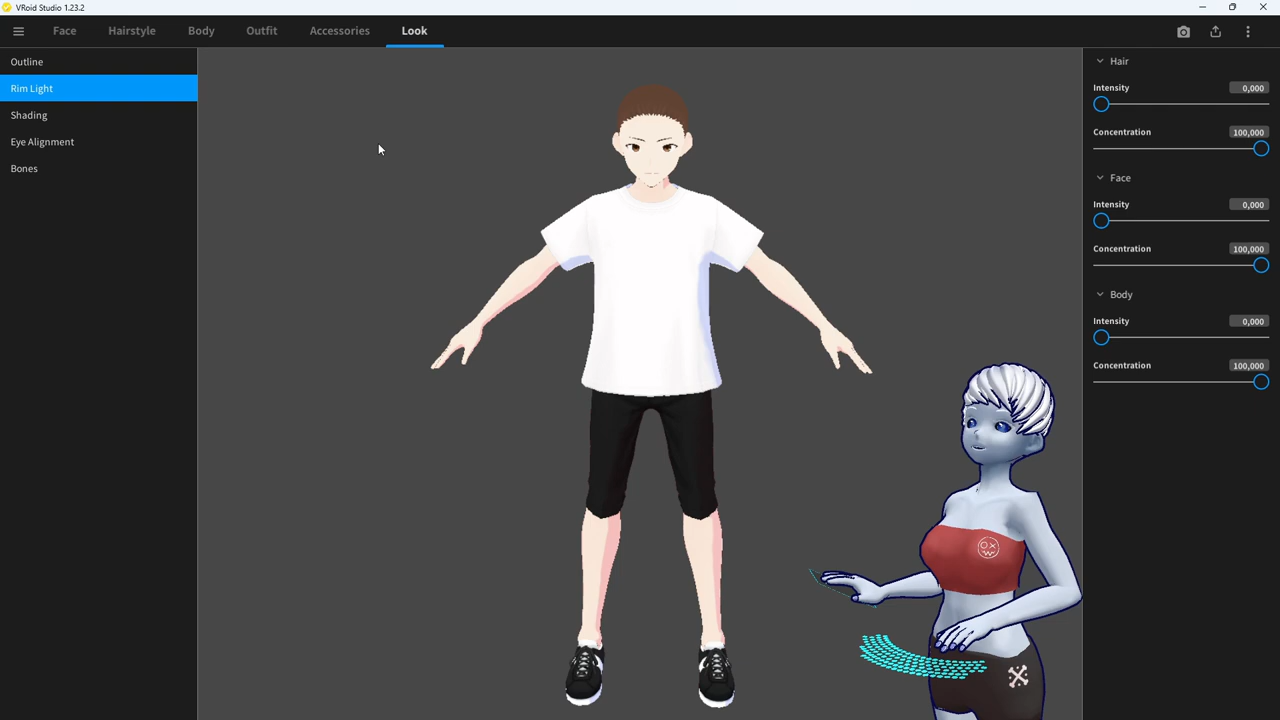 VRoid Studio 1.23.2
Face Hairstyle Body Outfit Accessories Look
Outline
Rim Light
Shading
Eye Alignment
Bones
Hair
Intensity 0,000
Concentration 100,000
Face
Intensity 0,000
Concentration 100,000
Body
Intensity 0,000
Concentration 100,000